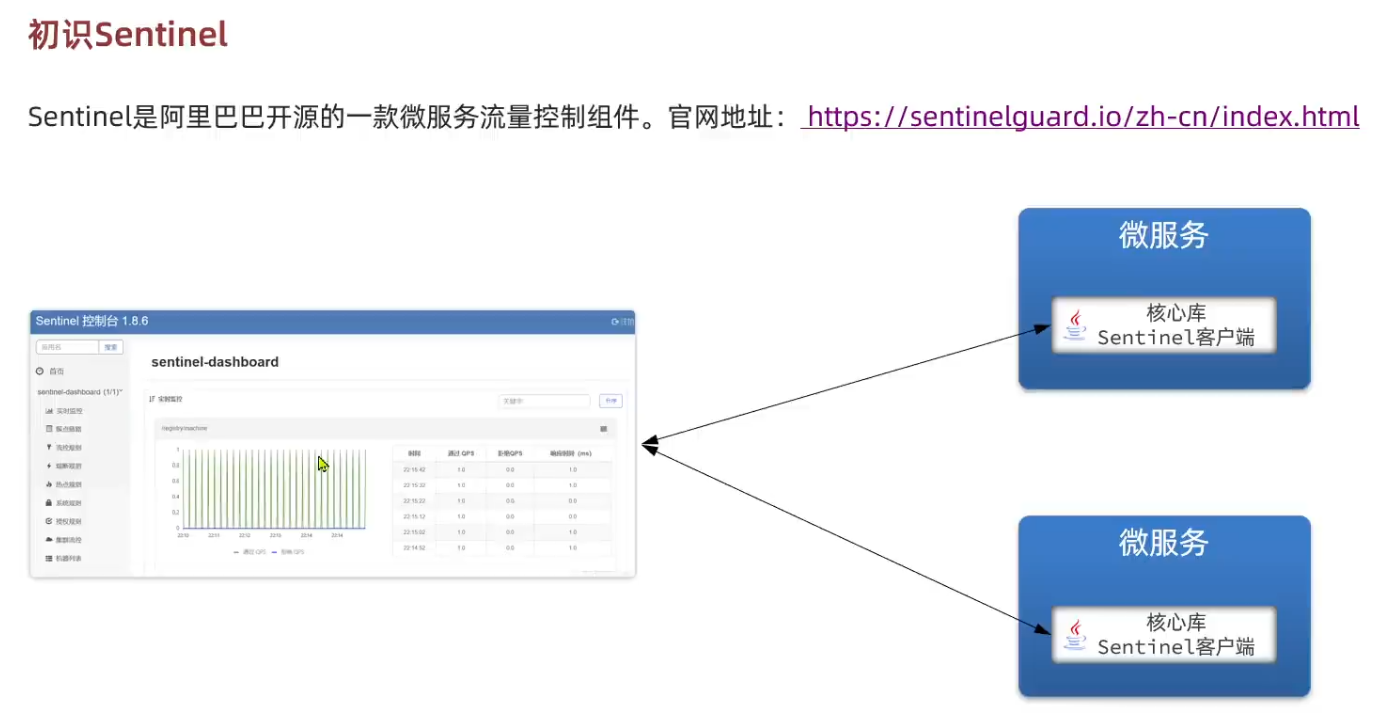 初识Sentinel
Sentinel是阿里巴巴开源的一款微服务流量控制组件。官网地址： https://sentinelguard.io/zh-cn/index.html
微服务
核心库
Sentinel客户端
Sentinel 控制台 1.8.6
应用名 搜索
首页
sentinel-dashboard
sentinel-dashboard (1/1)
实时监控
实时监控
关键字
簇点链路
/registry/machine
流控规则
熔断规则
热点规则
系统规则
授权规则
集群流控
机器列表
时间 通过 QPS 拒绝QPS 响应时间 (ms)
22:15:42 1.0 0.0 1.0
22:15:32 1.0 0.0 1.0
22:15:22 1.0 0.0 0.0
22:15:12 1.0 0.0 0.0
22:15:02 1.0 0.0 1.0
22:14:52 1.0 0.0 1.0
1
0.8
0.6
0.4
0.2
0
22:10 22:11 22:12 22:13 22:14 22:14
通过 QPS 拒绝 QPS
微服务
核心库
Sentinel客户端